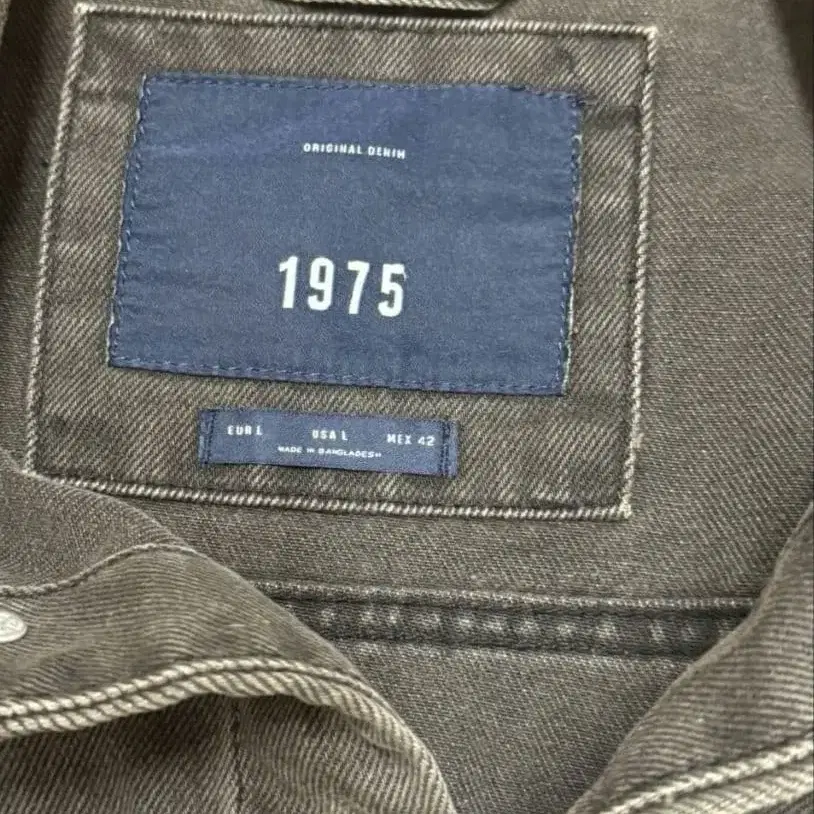 ORIGINAL DENIM
1975
EUR L USA L MEX 42
MADE IN BANGLADESH